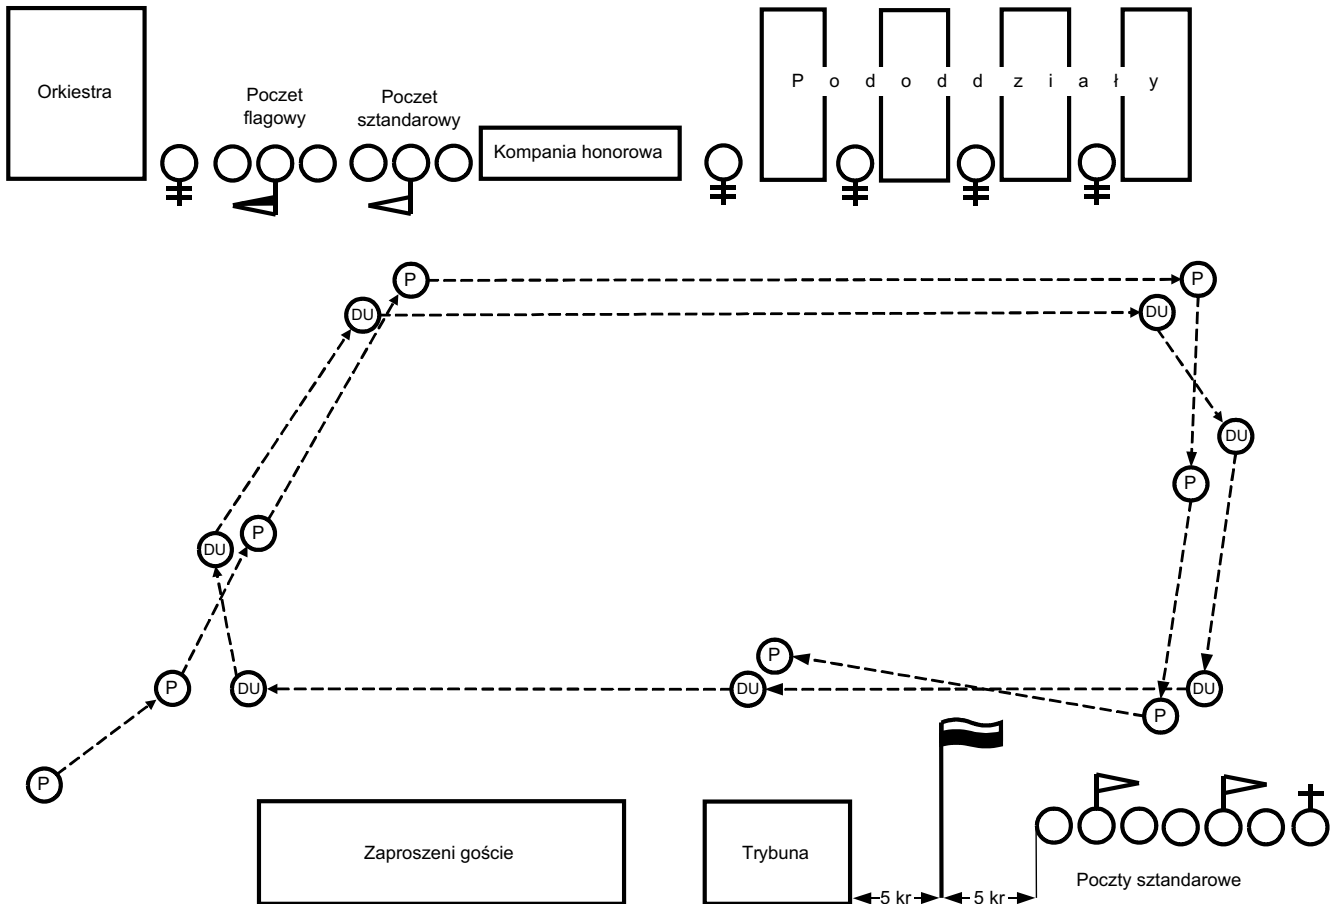 Orkiestra
Poczet
flagowy
Poczet
sztandarowy
Kompania honorowa
P o d o d d z i a ł y
P
P
DU
DU
DU
P
P
DU
P
P
DU
DU
DU
P
P
Zaproszeni goście
Trybuna
5 kr
5 kr
Poczty sztandarowe